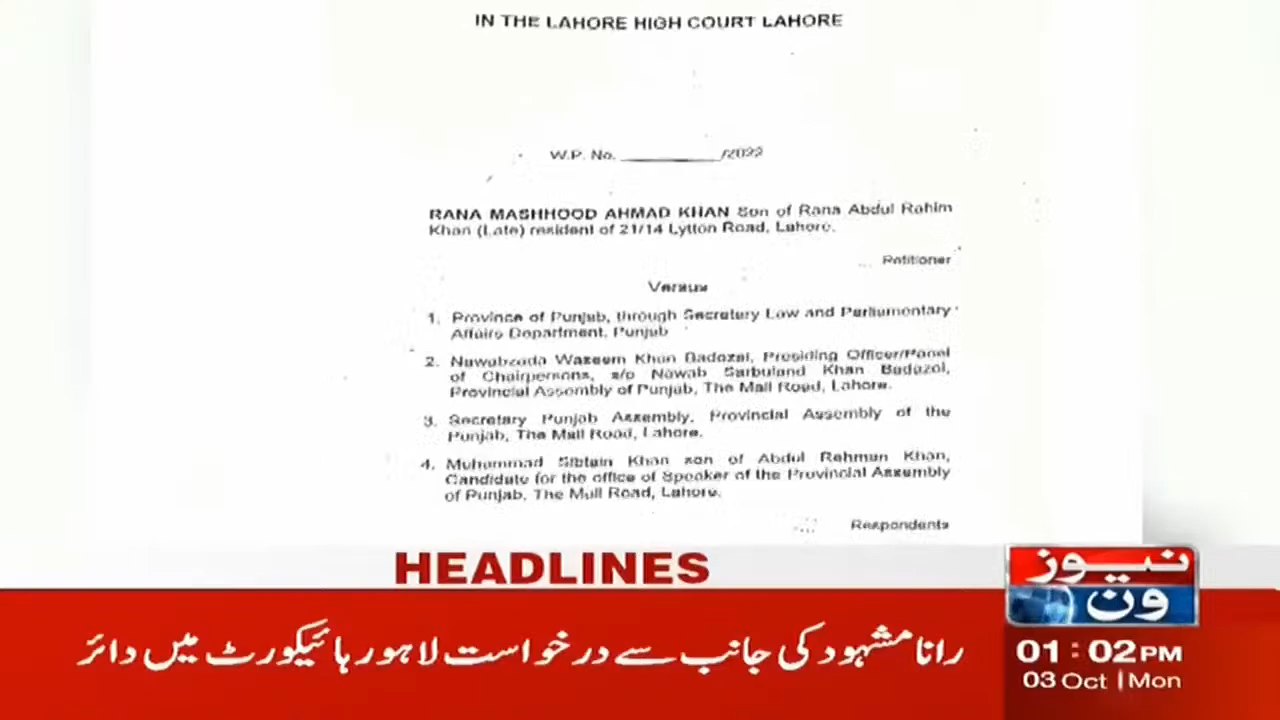 IN THE LAHORE HIGH COURT LAHORE
W.P. No. __________/2022
RANA MASHHOOD AHMAD KHAN Son of Rana Abdul Rahim
Khan (Late) resident of 21/14 Lytton Road, Lahore.
Petitioner
Versus
1. Province of Punjab, through Secretary Law and Parliamentary
Affairs Department, Punjab
2. Nawabzada Waseem Khan Badozai, Presiding Officer/Panel
of Chairpersons, s/o Nawab Sarbuland Khan Badozai,
Provincial Assembly of Punjab, The Mall Road, Lahore.
3. Secretary Punjab Assembly, Provincial Assembly of the
Punjab, The Mall Road, Lahore.
4. Muhammad Sibtain Khan son of Abdul Rehman Khan,
Candidate for the office of Speaker of the Provincial Assembly
of Punjab, The Mall Road, Lahore.
Respondents
HEADLINES
رانا مشہود کی جانب سے درخواست لاہور ہائیکورٹ میں دائر
نیوز
ون
01:02PM
03 Oct | Mon